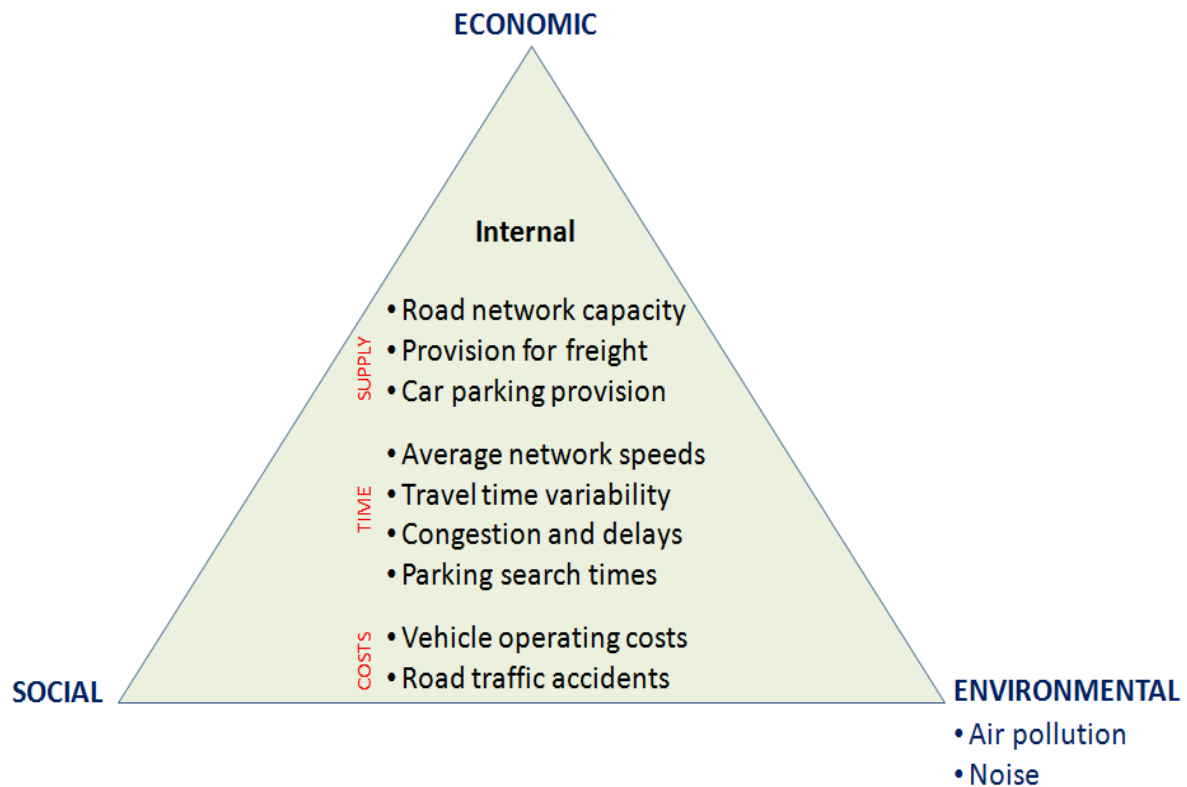 ECONOMIC
Internal
SUPPLY
• Road network capacity
• Provision for freight
• Car parking provision
TIME
• Average network speeds
• Travel time variability
• Congestion and delays
• Parking search times
COSTS
• Vehicle operating costs
• Road traffic accidents
SOCIAL
ENVIRONMENTAL
• Air pollution
• Noise